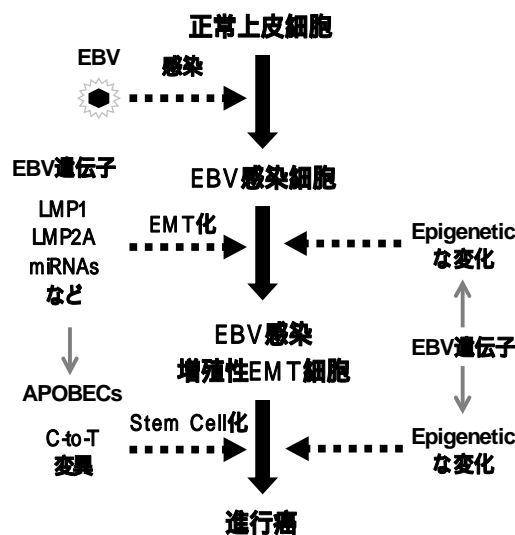 正常上皮細胞
EBV
感染
EBV感染細胞
EBV遺伝子
LMP1
LMP2A
miRNAs
など
EMT化
Epigenetic
な変化
EBV感染
増殖性EMT細胞
EBV遺伝子
APOBECs
C-to-T
変異
Stem Cell化
Epigenetic
な変化
進行癌